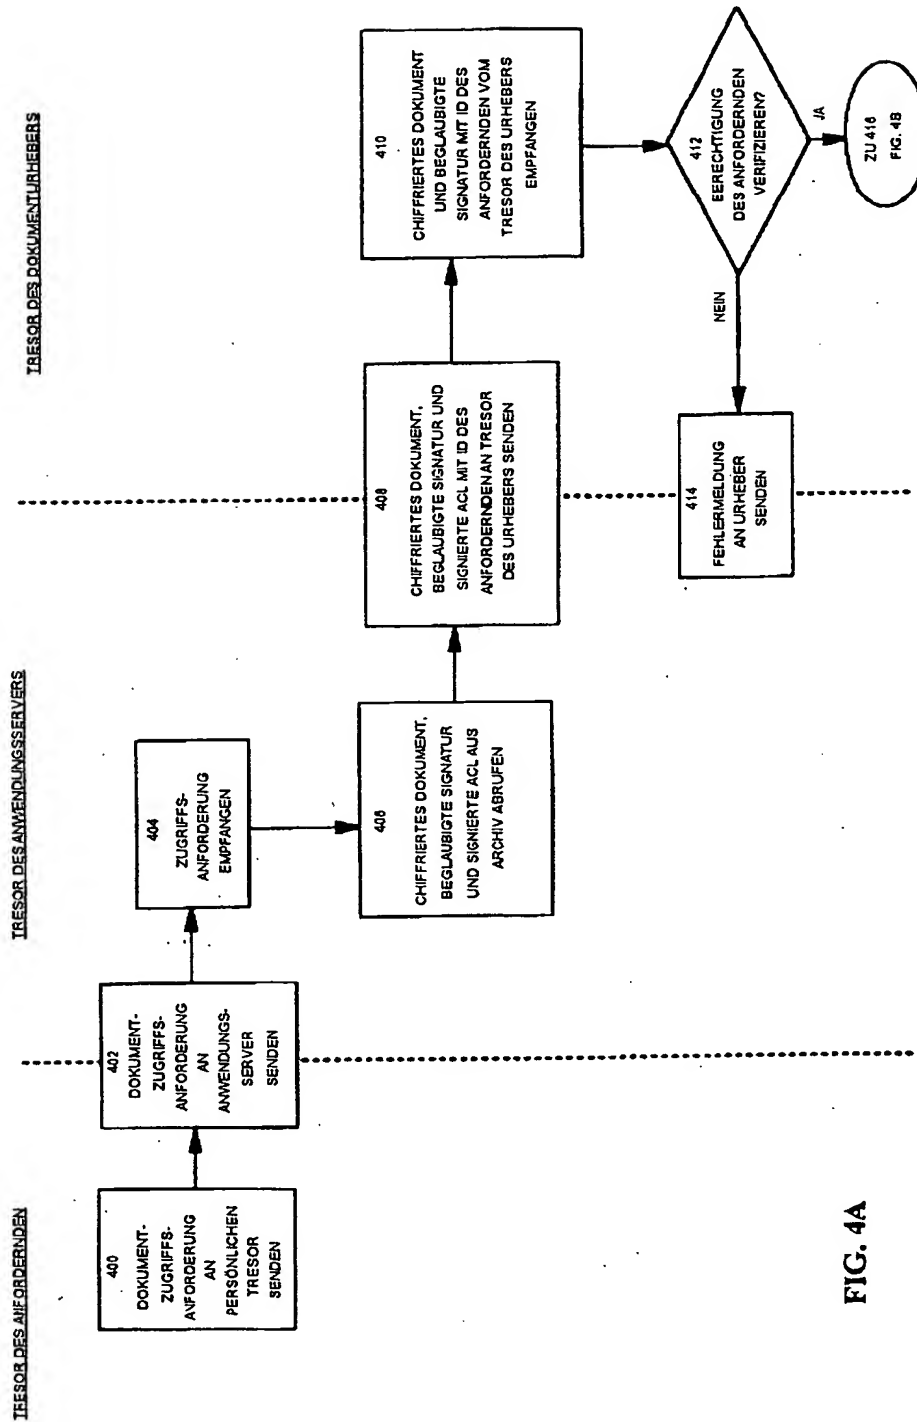 TRESOR DES ANFORDERNDEN
TRESOR DES ANWENDUNGSSERVERS
TRESOR DES DOKUMENTURHEBERS
400
DOKUMENT-
ZUGRIFFS-
ANFORDERUNG
AN
PERSÖNLICHEN
TRESOR
SENDEN
402
DOKUMENT-
ZUGRIFFS-
ANFORDERUNG
AN
ANWENDUNGS-
SERVER
SENDEN
404
ZUGRIFFS-
ANFORDERUNG
EMPFANGEN
406
CHIFFRIERTES DOKUMENT,
BEGLAUBIGTE SIGNATUR
UND SIGNIERTE ACL AUS
ARCHIV ABRUFEN
408
CHIFFRIERTES DOKUMENT,
BEGLAUBIGTE SIGNATUR UND
SIGNIERTE ACL MIT ID DES
ANFORDERNDEN AN TRESOR
DES URHEBERS SENDEN
410
CHIFFRIERTES DOKUMENT
UND BEGLAUBIGTE
SIGNATUR MIT ID DES
ANFORDERNDEN VOM
TRESOR DES URHEBERS
EMPFANGEN
412
EERECHTIGUNG
DES ANFORDERNDEN
VERIFIZIEREN?
NEIN
JA
414
FEHLERMELDUNG
AN URHEBER
SENDEN
ZU 416
FIG. 4B
FIG. 4A